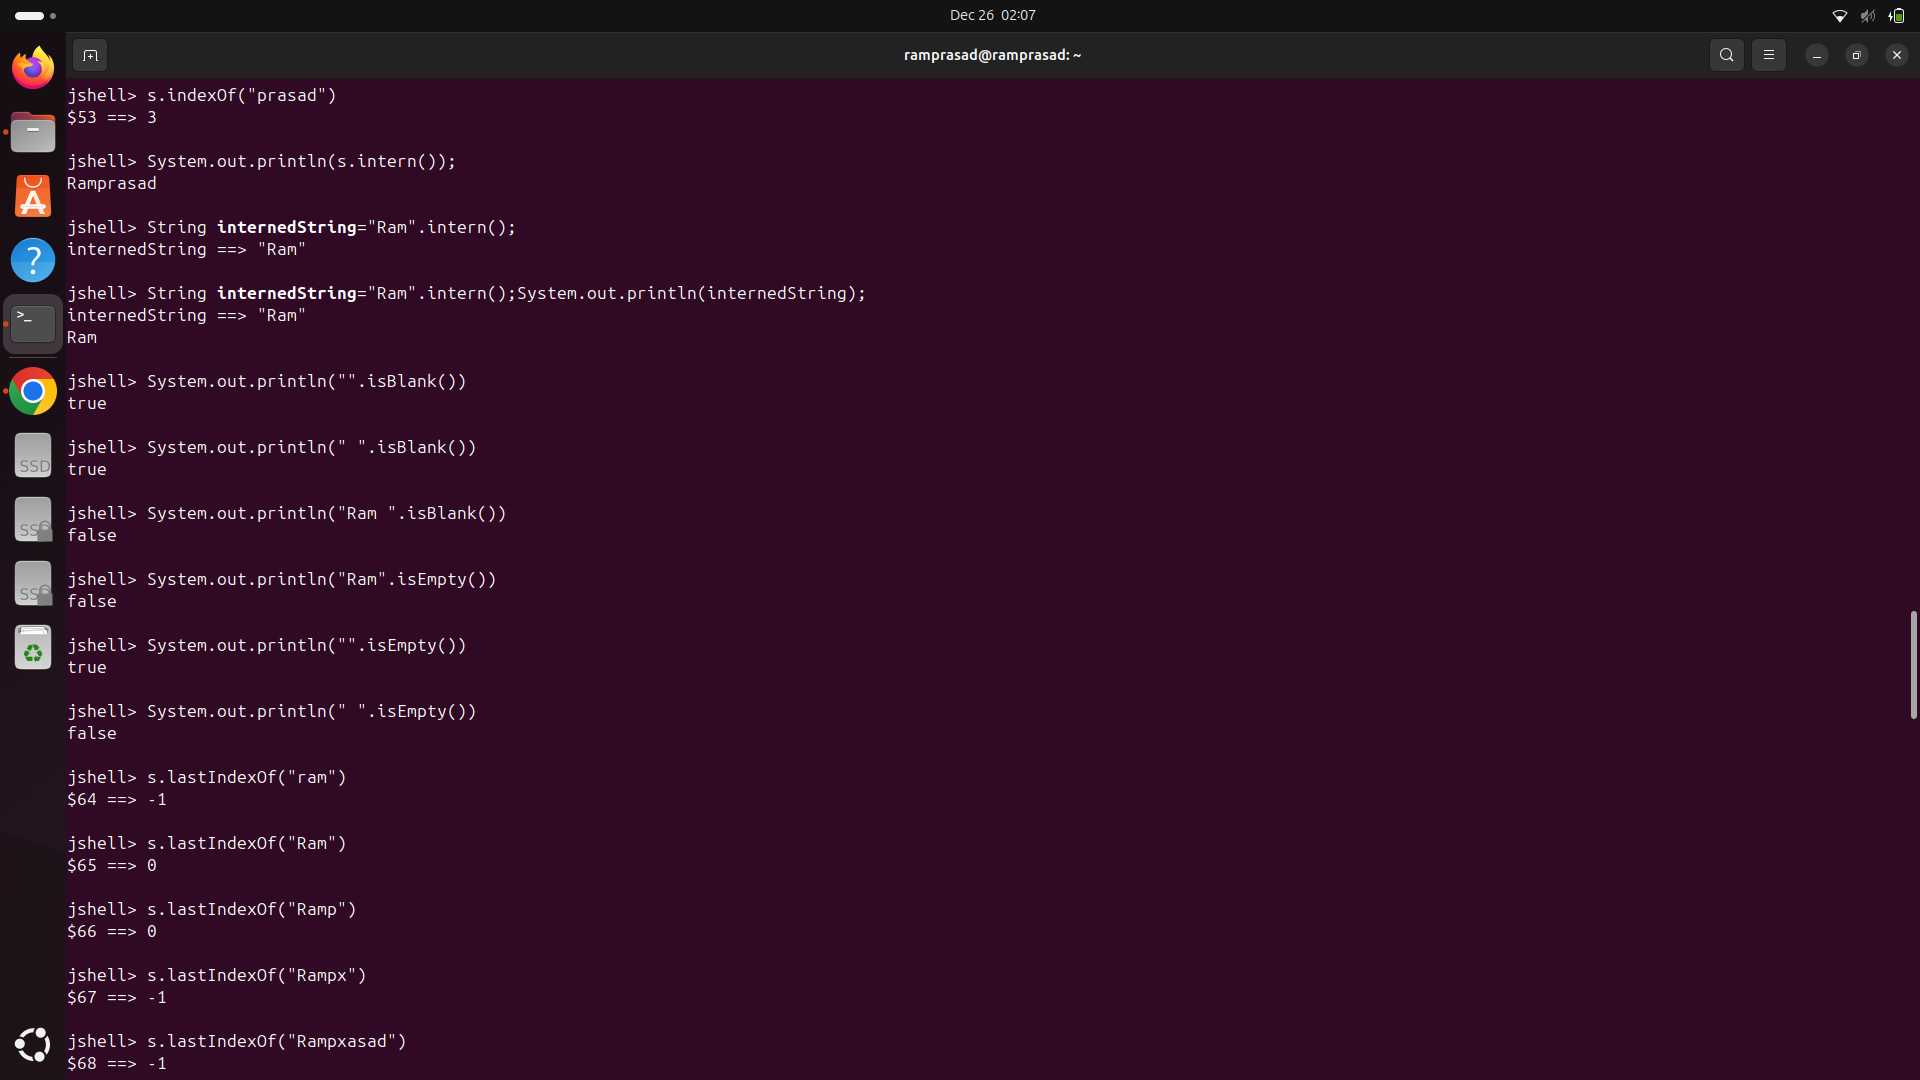 Dec 26 02:07
ramprasad@ramprasad: ~
jshell> s.indexOf("prasad")
$53 ==> 3
jshell> System.out.println(s.intern());
Ramprasad
jshell> String internedString="Ram".intern();
internedString ==> "Ram"
jshell> String internedString="Ram".intern();System.out.println(internedString);
internedString ==> "Ram"
Ram
jshell> System.out.println("".isBlank())
true
jshell> System.out.println(" ".isBlank())
true
jshell> System.out.println("Ram ".isBlank())
false
jshell> System.out.println("Ram".isEmpty())
false
jshell> System.out.println("".isEmpty())
true
jshell> System.out.println(" ".isEmpty())
false
jshell> s.lastIndexOf("ram")
$64 ==> -1
jshell> s.lastIndexOf("Ram")
$65 ==> 0
jshell> s.lastIndexOf("Ramp")
$66 ==> 0
jshell> s.lastIndexOf("Rampx")
$67 ==> -1
jshell> s.lastIndexOf("Rampxasad")
$68 ==> -1
>_
SSD
SSD
SSD